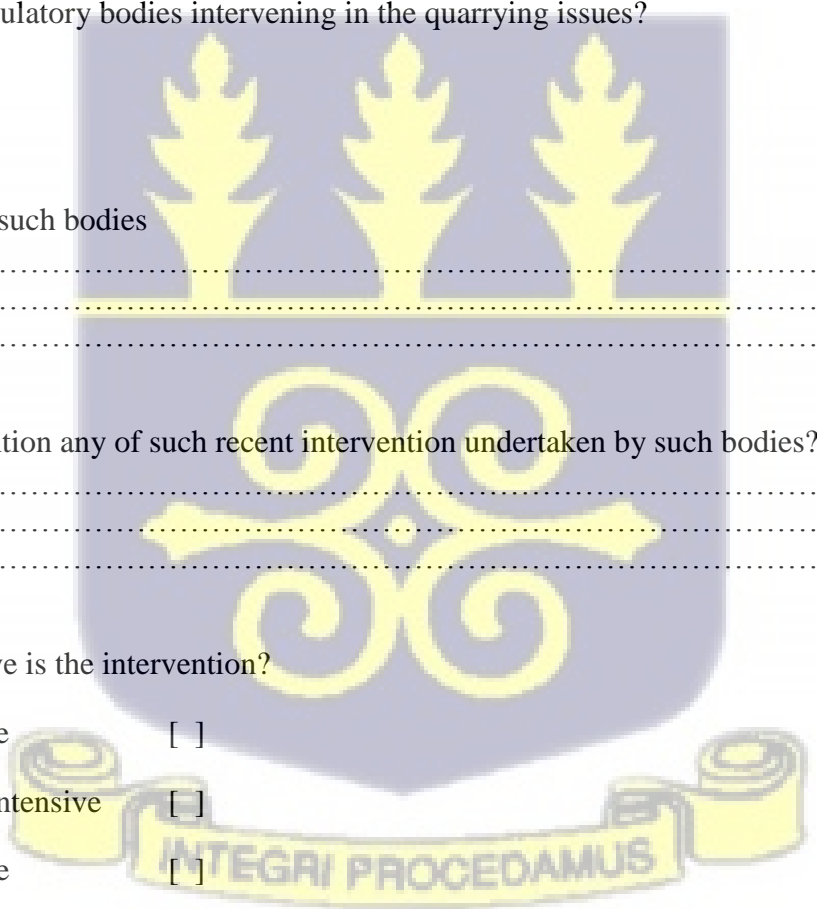 ulatory bodies intervening in the quarrying issues?
such bodies
………………………………………………………………………
………………………………………………………………………
………………………………………………………………………
tion any of such recent intervention undertaken by such bodies?
………………………………………………………………………
………………………………………………………………………
………………………………………………………………………
ve is the intervention?
e [ ]
ntensive [ ]
e [ ]
INTEGRI PROCEDAMUS